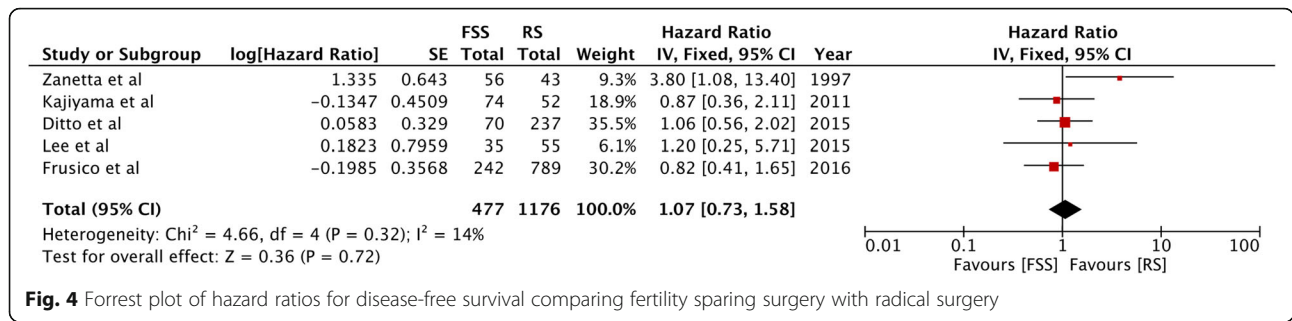 FSS RS Hazard Ratio Hazard Ratio
Study or Subgroup log[Hazard Ratio] SE Total Total Weight IV, Fixed, 95% CI Year IV, Fixed, 95% CI
Zanetta et al 1.335 0.643 56 43 9.3% 3.80 [1.08, 13.40] 1997
Kajiyama et al −0.1347 0.4509 74 52 18.9% 0.87 [0.36, 2.11] 2011
Ditto et al 0.0583 0.329 70 237 35.5% 1.06 [0.56, 2.02] 2015
Lee et al 0.1823 0.7959 35 55 6.1% 1.20 [0.25, 5.71] 2015
Frusico et al −0.1985 0.3568 242 789 30.2% 0.82 [0.41, 1.65] 2016
Total (95% CI) 477 1176 100.0% 1.07 [0.73, 1.58]
Heterogeneity: Chi² = 4.66, df = 4 (P = 0.32); I² = 14%
Test for overall effect: Z = 0.36 (P = 0.72)
0.01 0.1 1 10 100
Favours [FSS] Favours [RS]
Fig. 4 Forrest plot of hazard ratios for disease-free survival comparing fertility sparing surgery with radical surgery